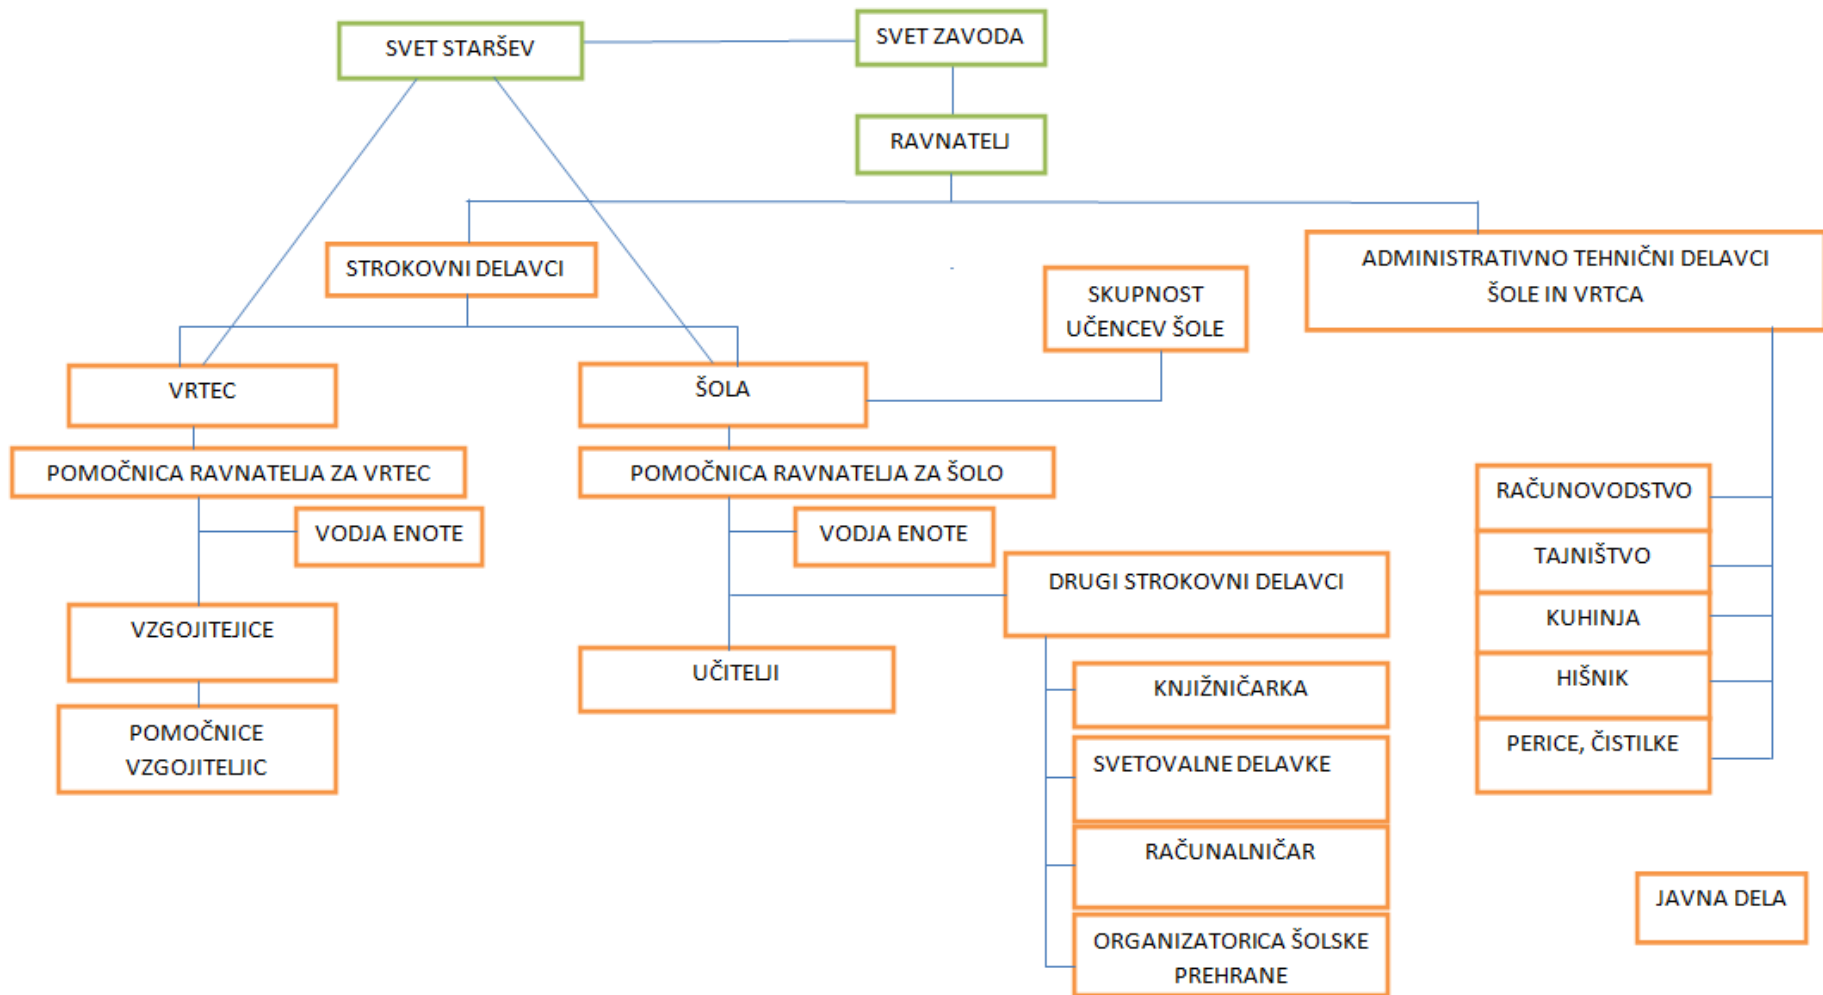 SVET STARŠEV
SVET ZAVODA
RAVNATELJ
STROKOVNI DELAVCI
ADMINISTRATIVNO TEHNIČNI DELAVCI
ŠOLE IN VRTCA
SKUPNOST
UČENCEV ŠOLE
VRTEC
ŠOLA
POMOČNICA RAVNATELJA ZA VRTEC
POMOČNICA RAVNATELJA ZA ŠOLO
VODJA ENOTE
VODJA ENOTE
DRUGI STROKOVNI DELAVCI
VZGOJITEJICE
UČITELJI
POMOČNICE
VZGOJITELJIC
KNJIŽNIČARKA
SVETOVALNE DELAVKE
RAČUNALNIČAR
ORGANIZATORICA ŠOLSKE
PREHRANE
RAČUNOVODSTVO
TAJNIŠTVO
KUHINJA
HIŠNIK
PERICE, ČISTILKE
JAVNA DELA